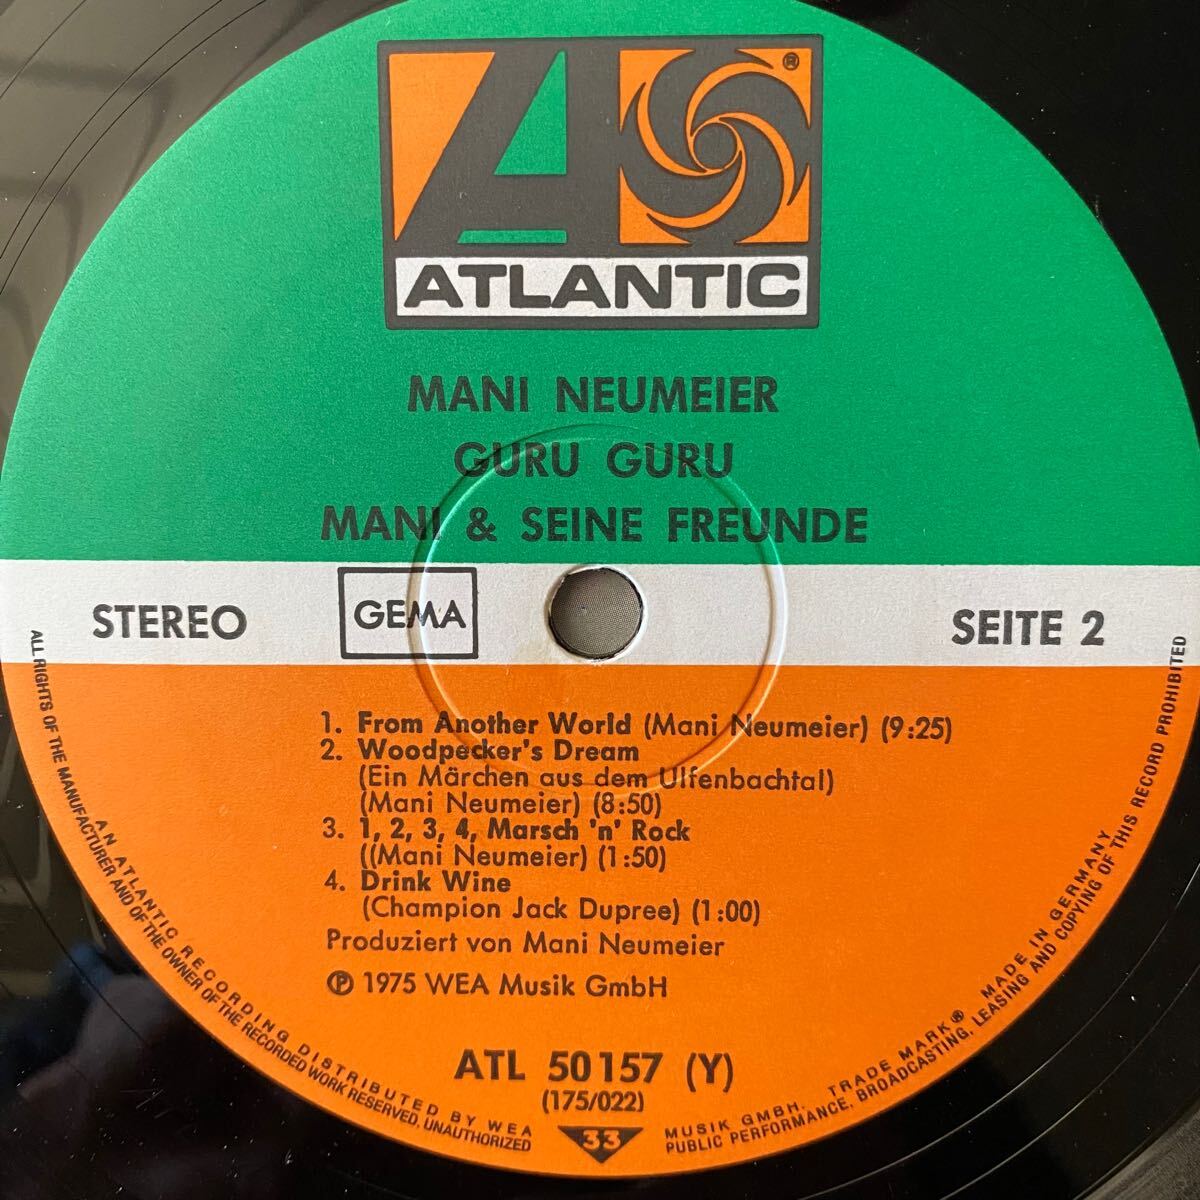 ATLANTIC
®
MANI NEUMEIER
GURU GURU
MANI & SEINE FREUNDE
STEREO
GEMA
SEITE 2
1. From Another World (Mani Neumeier) (9:25)
2. Woodpecker's Dream
(Ein Märchen aus dem Ulfenbachtal)
(Mani Neumeier) (8:50)
3. 1, 2, 3, 4, Marsch 'n' Rock
((Mani Neumeier) (1:50)
4. Drink Wine
(Champion Jack Dupree) (1:00)
Produziert von Mani Neumeier
℗ 1975 WEA Musik GmbH
ATL 50157 (Y)
(175/022)
33
AN ATLANTIC RECORDING DISTRIBUTED BY WEA MUSIK GMBH. TRADE MARK® MADE IN GERMANY
ALL RIGHTS OF THE MANUFACTURER AND OF THE OWNER OF THE RECORDED WORK RESERVED. UNAUTHORIZED PUBLIC PERFORMANCE, BROADCASTING, LEASING AND COPYING OF THIS RECORD PROHIBITED